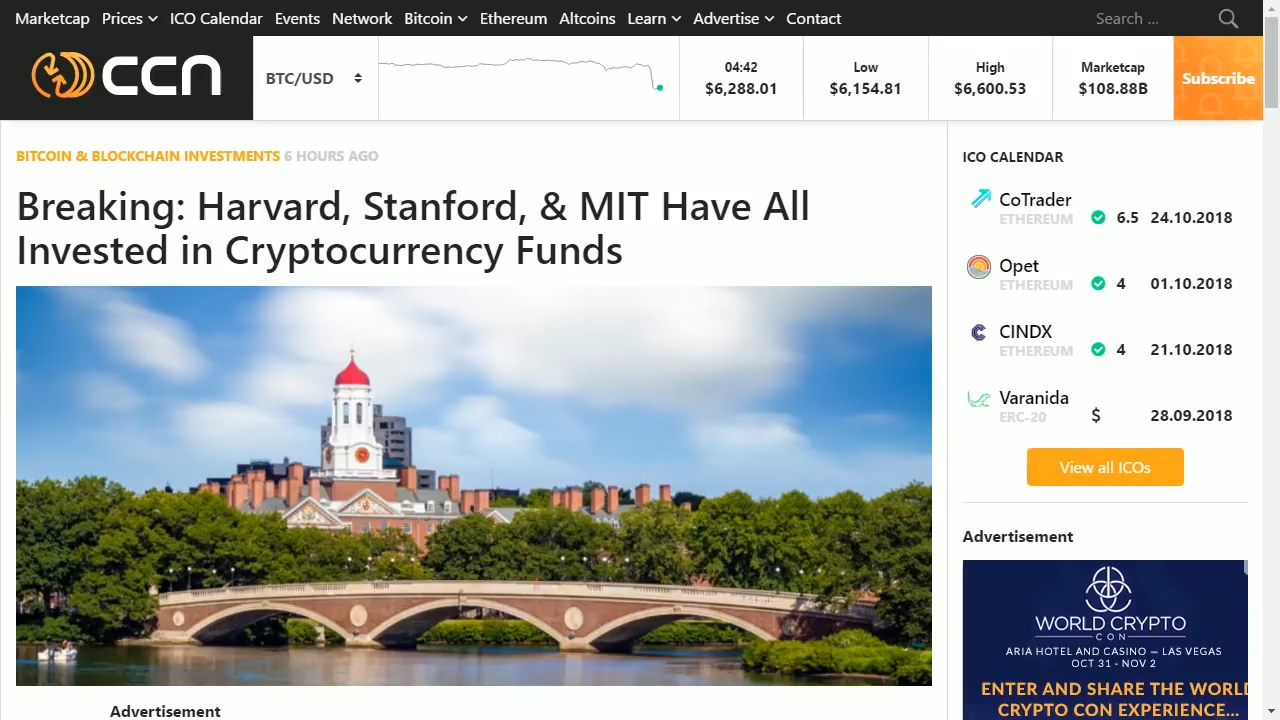 Marketcap Prices ICO Calendar Events Network Bitcoin Ethereum Altcoins Learn Advertise Contact Search ...
ccn
BTC/USD
04:42
$6,288.01
Low
$6,154.81
High
$6,600.53
Marketcap
$108.88B
Subscribe
BITCOIN & BLOCKCHAIN INVESTMENTS 6 HOURS AGO
Breaking: Harvard, Stanford, & MIT Have All
Invested in Cryptocurrency Funds
Advertisement
ICO CALENDAR
CoTrader
ETHEREUM 6.5 24.10.2018
Opet
ETHEREUM 4 01.10.2018
CINDX
ETHEREUM 4 21.10.2018
Varanida
ERC-20 $ 28.09.2018
View all ICOs
Advertisement
WORLD CRYPTO
CON
ARIA HOTEL AND CASINO — LAS VEGAS
OCT 31 - NOV 2
ENTER AND SHARE THE WORLD
CRYPTO CON EXPERIENCE...